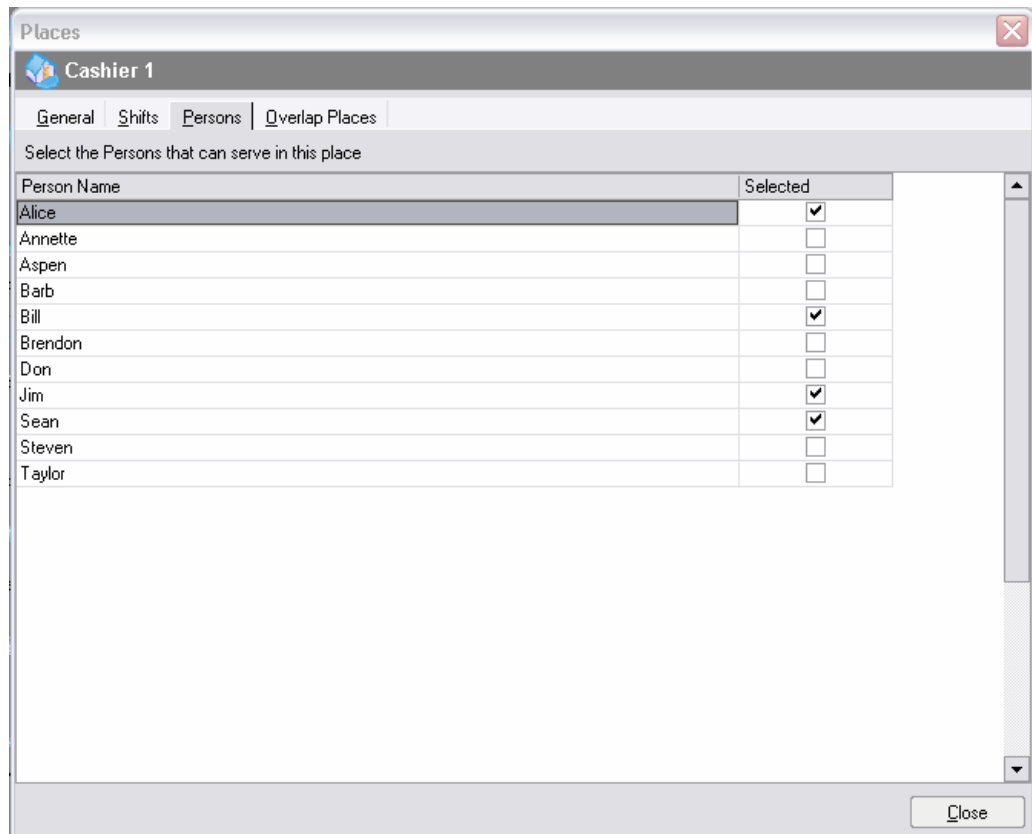 Places
Cashier 1
General Shifts Persons Overlap Places
Select the Persons that can serve in this place
Person Name Selected
Alice
Annette
Aspen
Barb
Bill
Brendon
Don
Jim
Sean
Steven
Taylor
Close